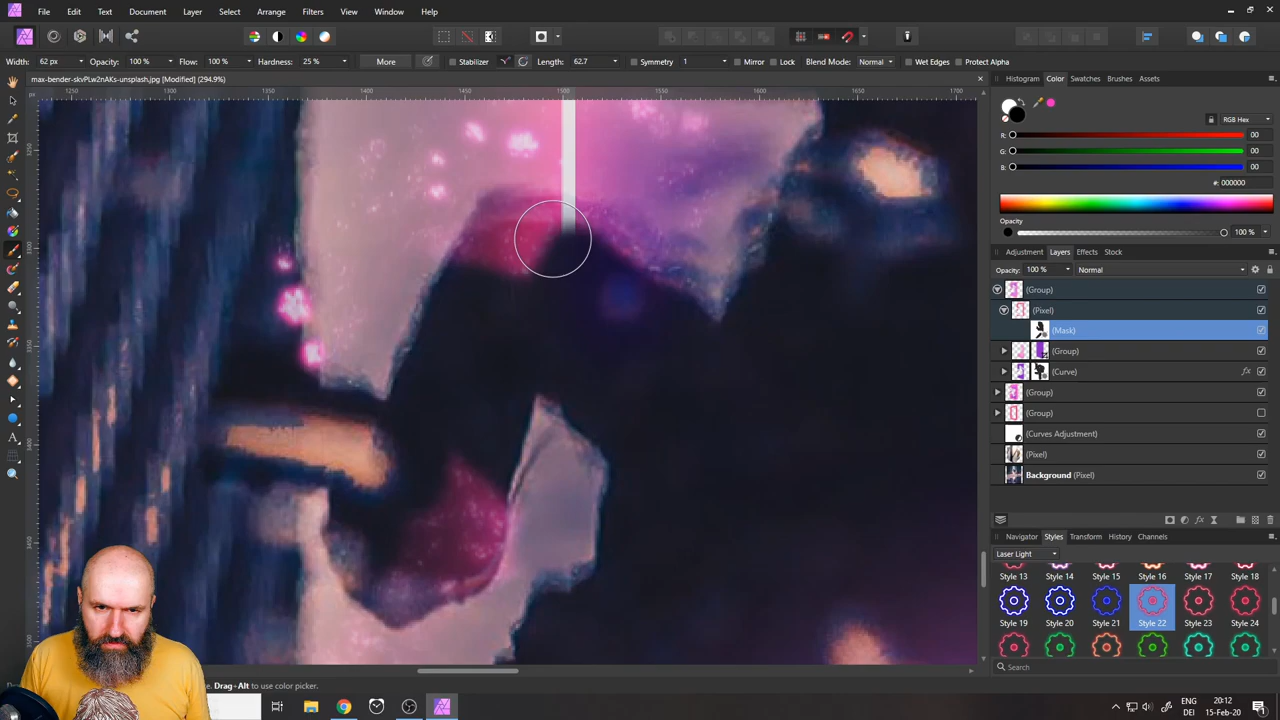 File Edit Text Document Layer Select Arrange Filters View Window Help
Width: 62 px Opacity: 100 % Flow: 100 % Hardness: 25 % More Stabilizer Length: 62.7 Symmetry 1 Mirror Lock Blend Mode: Normal Wet Edges Protect Alpha
max-bender-skvPLw2nAKs-unsplash.jpg [Modified] (294.9%)
Histogram Color Swatches Brushes Assets
px 1250 1300 1350 1400 1450 1500 1550 1600 1650 1700
RGB Hex
R: 00
G: 00
B: 00
#: 000000
Opacity
100 %
Adjustment Layers Effects Stock
Opacity: 100 % Normal
(Group)
(Pixel)
(Mask)
(Group)
(Curve) fx
(Group)
(Group)
(Curves Adjustment)
(Pixel)
Background (Pixel)
Navigator Styles Transform History Channels
Laser Light
Style 13 Style 14 Style 15 Style 16 Style 17 Style 18
Style 19 Style 20 Style 21 Style 22 Style 23 Style 24
Search
Drag+Alt to use color picker.
ENG
DE
20:12
15-Feb-20